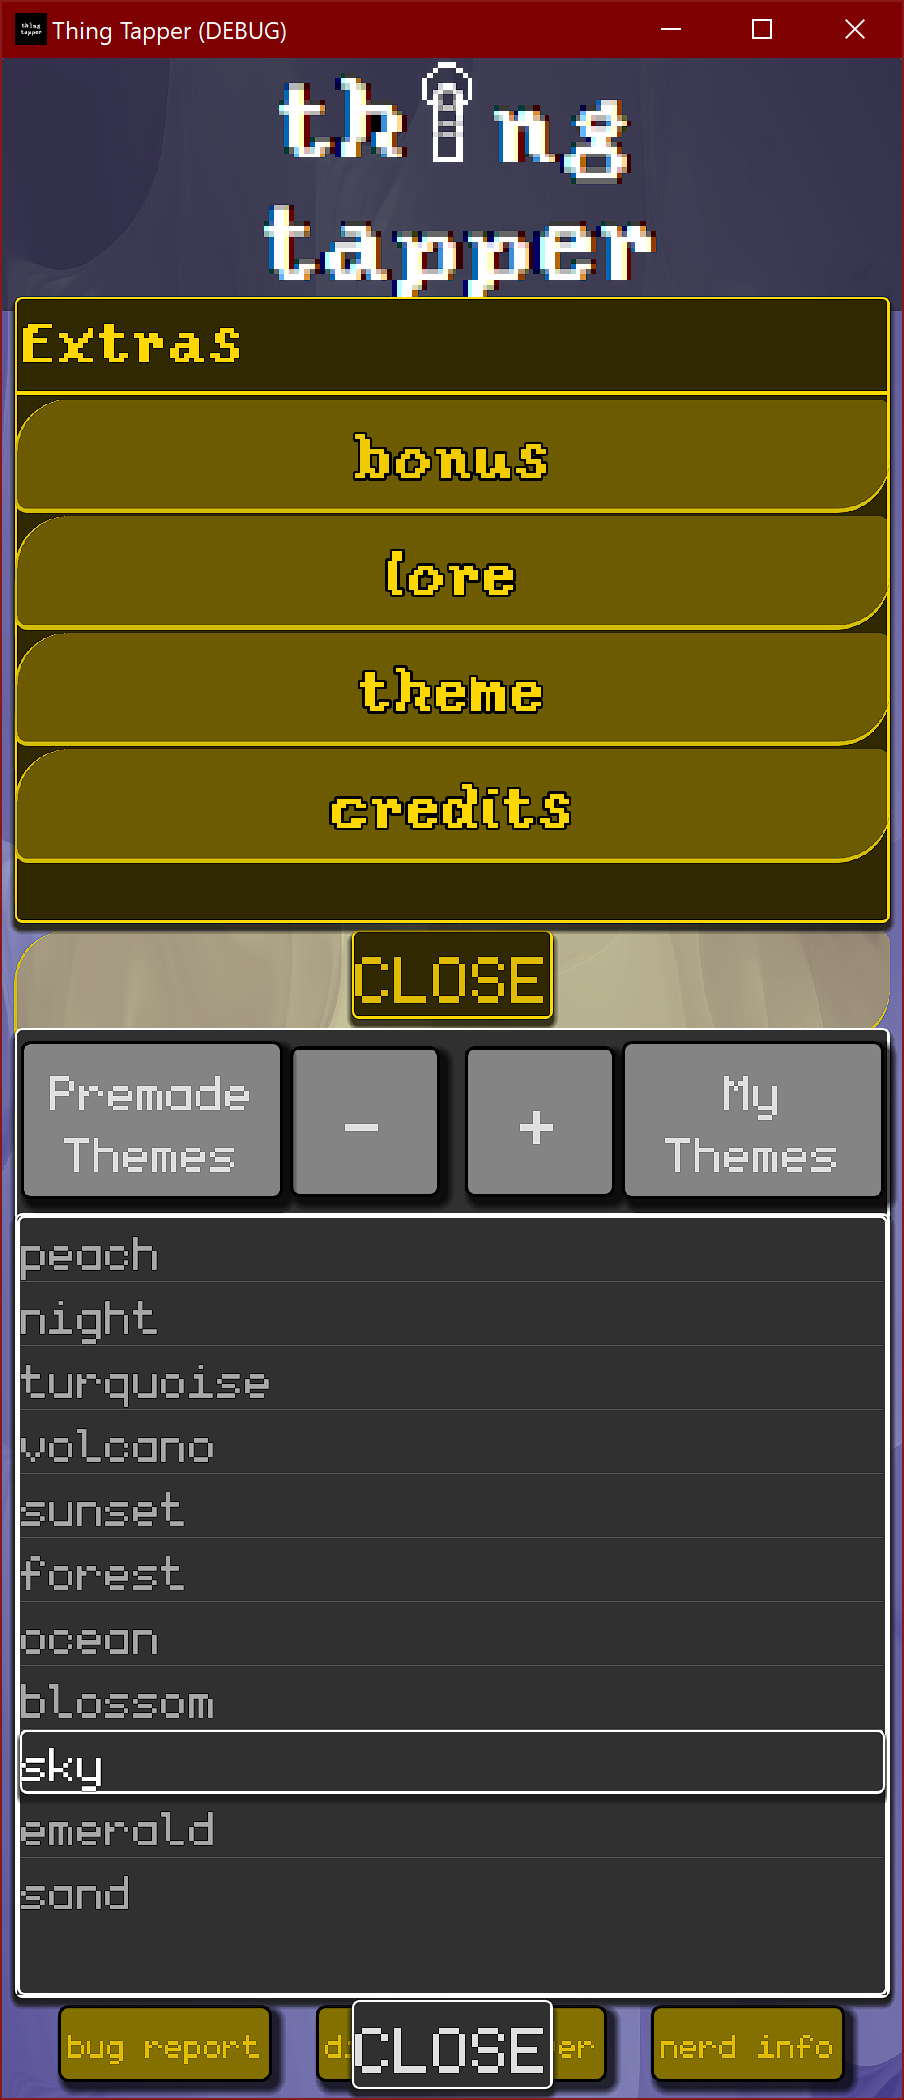 Thing Tapper (DEBUG)
thing
tapper
Extras
bonus
lore
theme
credits
CLOSE
Premade
Themes
-
+
My
Themes
peach
night
turquoise
volcano
sunset
forest
ocean
blossom
sky
emerald
sand
bug report
CLOSE
nerd info